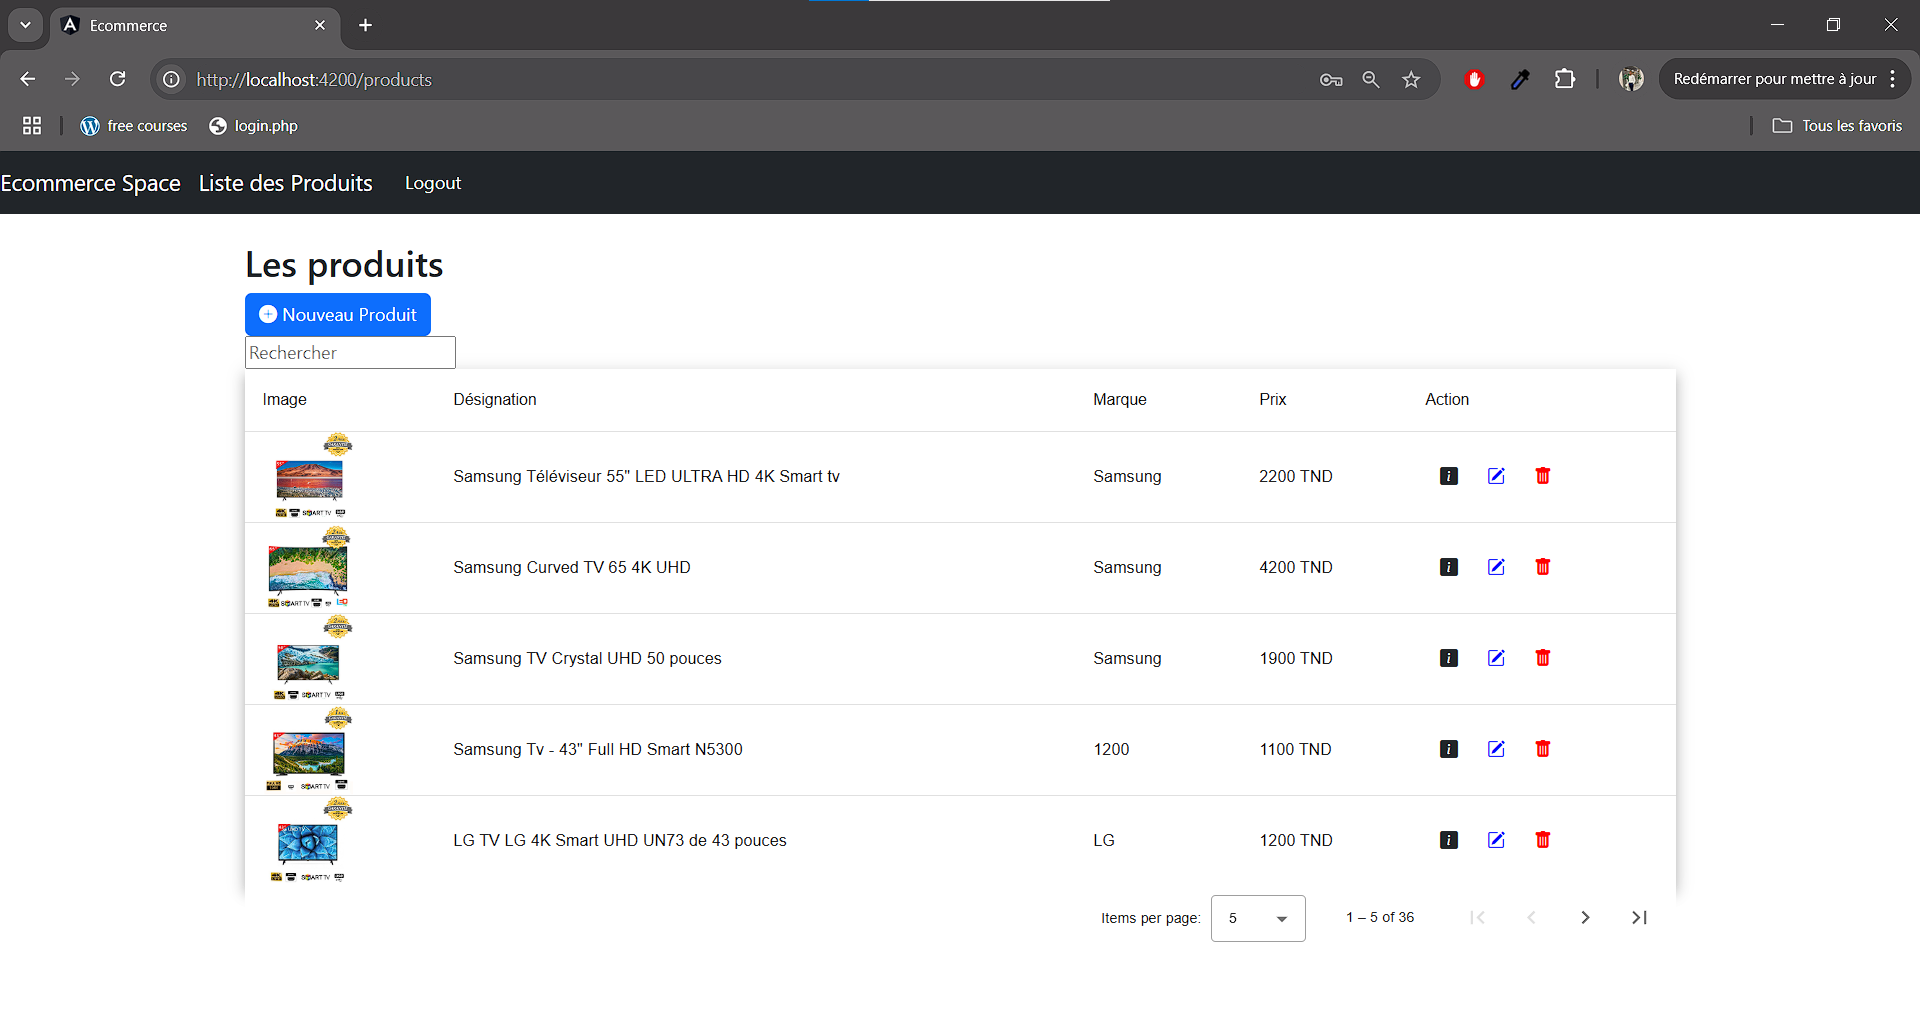 Ecommerce
http://localhost:4200/products
Redémarrer pour mettre à jour
free courses
login.php
Tous les favoris
Ecommerce Space Liste des Produits Logout
Les produits
Nouveau Produit
Rechercher
Image Désignation Marque Prix Action
Samsung Téléviseur 55" LED ULTRA HD 4K Smart tv Samsung 2200 TND
Samsung Curved TV 65 4K UHD Samsung 4200 TND
Samsung TV Crystal UHD 50 pouces Samsung 1900 TND
Samsung Tv - 43" Full HD Smart N5300 1200 1100 TND
LG TV LG 4K Smart UHD UN73 de 43 pouces LG 1200 TND
Items per page: 5 1 – 5 of 36